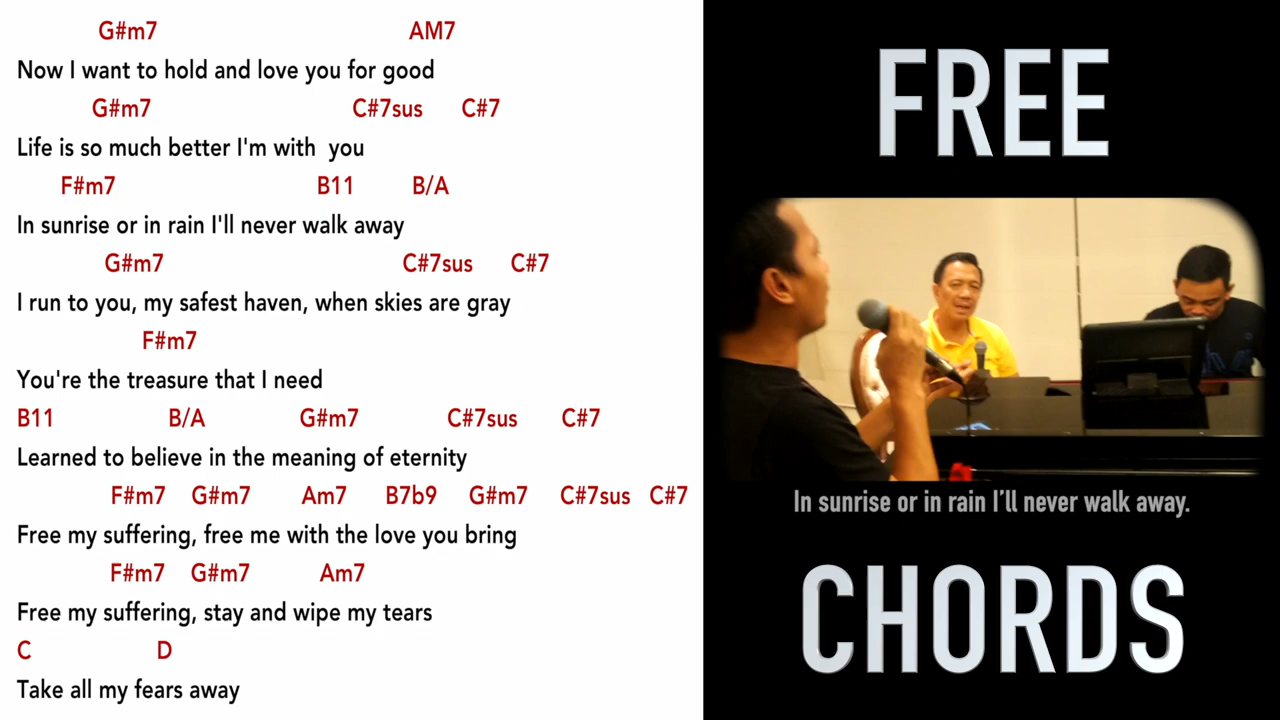 G#m7 AM7
Now I want to hold and love you for good
G#m7 C#7sus C#7
Life is so much better I'm with you
F#m7 B11 B/A
In sunrise or in rain I'll never walk away
G#m7 C#7sus C#7
I run to you, my safest haven, when skies are gray
F#m7
You're the treasure that I need
B11 B/A G#m7 C#7sus C#7
Learned to believe in the meaning of eternity
F#m7 G#m7 Am7 B7b9 G#m7 C#7sus C#7
Free my suffering, free me with the love you bring
F#m7 G#m7 Am7
Free my suffering, stay and wipe my tears
C D
Take all my fears away
FREE
In sunrise or in rain I'll never walk away.
CHORDS